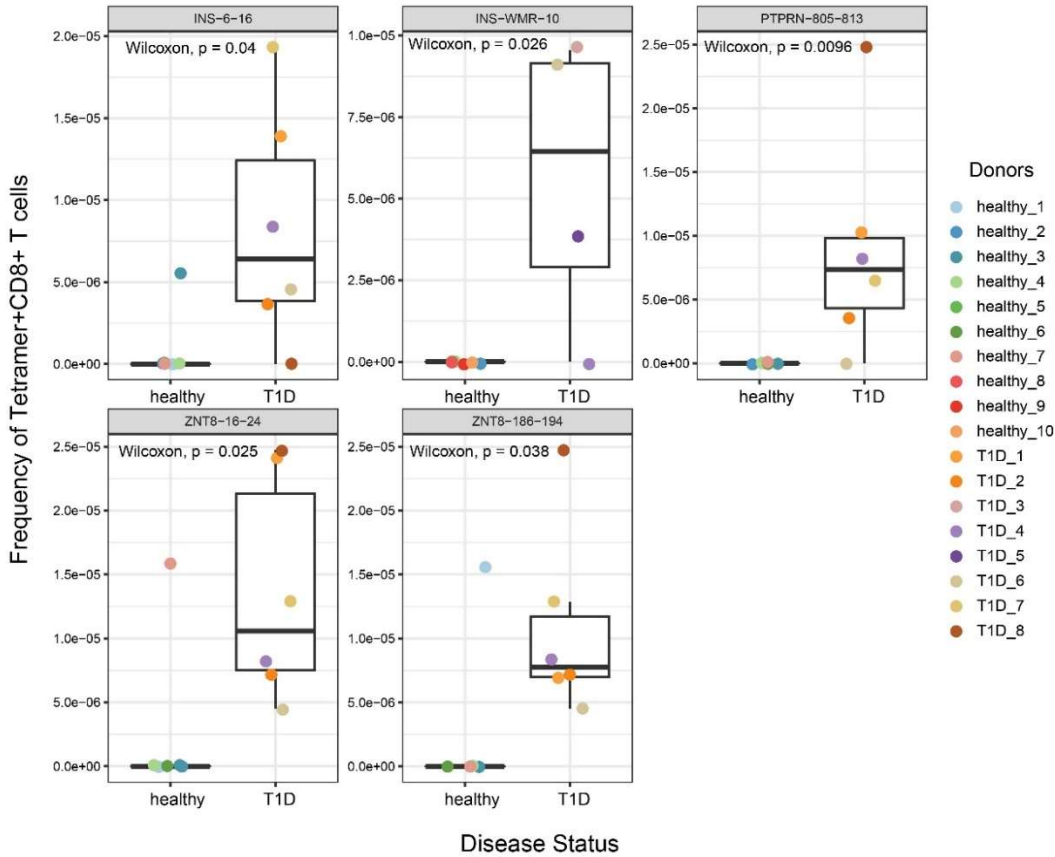 INS-6-16
INS-WMR-10
PTPRN-805-813
Wilcoxon, p = 0.04
Wilcoxon, p = 0.026
Wilcoxon, p = 0.0096
2.0e-05
1.5e-05
1.0e-05
5.0e-06
0.0e+00
1.0e-05
7.5e-06
5.0e-06
2.5e-06
0.0e+00
2.5e-05
2.0e-05
1.5e-05
1.0e-05
5.0e-06
0.0e+00
healthy
T1D
healthy
T1D
healthy
T1D
ZNT8-16-24
ZNT8-186-194
Wilcoxon, p = 0.025
Wilcoxon, p = 0.038
2.5e-05
2.0e-05
1.5e-05
1.0e-05
5.0e-06
0.0e+00
2.5e-05
2.0e-05
1.5e-05
1.0e-05
5.0e-06
0.0e+00
healthy
T1D
healthy
T1D
Frequency of Tetramer+CD8+ T cells
Disease Status
Donors
healthy_1
healthy_2
healthy_3
healthy_4
healthy_5
healthy_6
healthy_7
healthy_8
healthy_9
healthy_10
T1D_1
T1D_2
T1D_3
T1D_4
T1D_5
T1D_6
T1D_7
T1D_8